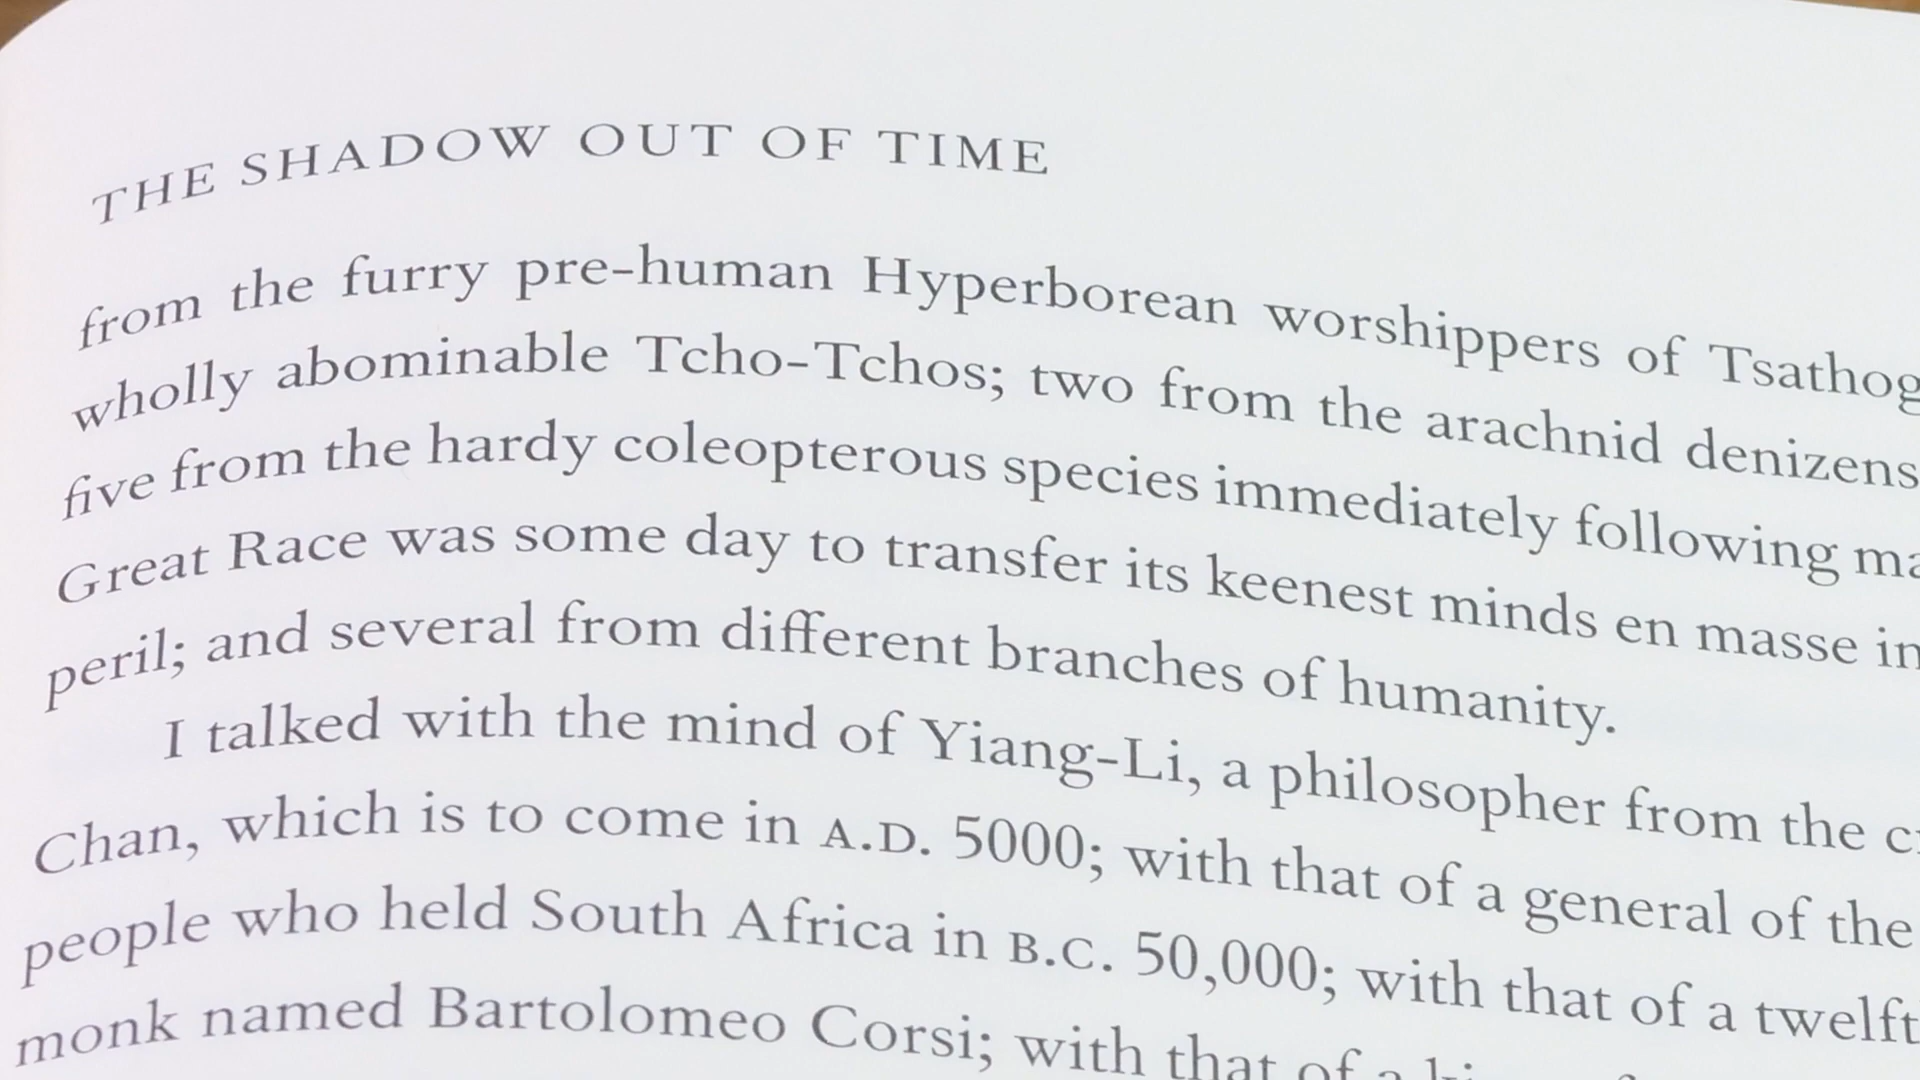 THE SHADOW OUT OF TIME
from the furry pre-human Hyperborean worshippers of Tsathog
wholly abominable Tcho-Tchos; two from the arachnid denizens
five from the hardy coleopterous species immediately following ma
Great Race was some day to transfer its keenest minds en masse in
peril; and several from different branches of humanity.
I talked with the mind of Yiang-Li, a philosopher from the c
Chan, which is to come in A.D. 5000; with that of a general of the
people who held South Africa in B.C. 50,000; with that of a twelft
monk named Bartolomeo Corsi; with that of a